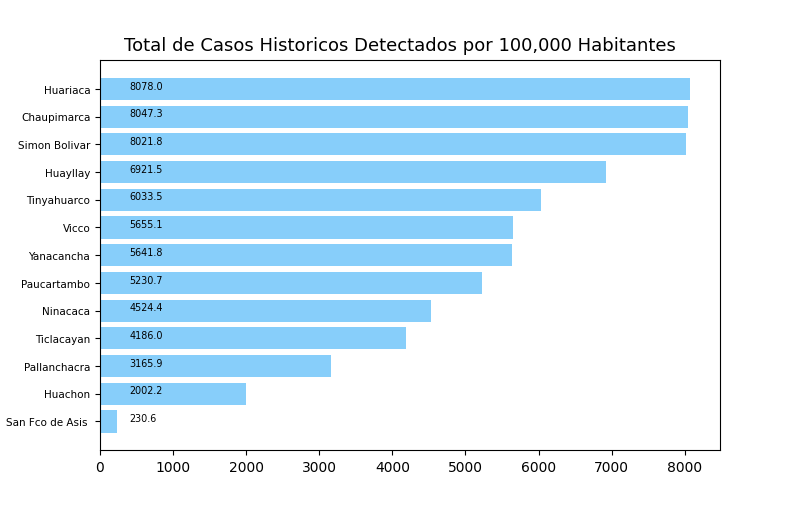 Total de Casos Historicos Detectados por 100,000 Habitantes
Huariaca 8078.0
Chaupimarca 8047.3
Simon Bolivar 8021.8
Huayllay 6921.5
Tinyahuarco 6033.5
Vicco 5655.1
Yanacancha 5641.8
Paucartambo 5230.7
Ninacaca 4524.4
Ticlacayan 4186.0
Pallanchacra 3165.9
Huachon 2002.2
San Fco de Asis 230.6
0 1000 2000 3000 4000 5000 6000 7000 8000